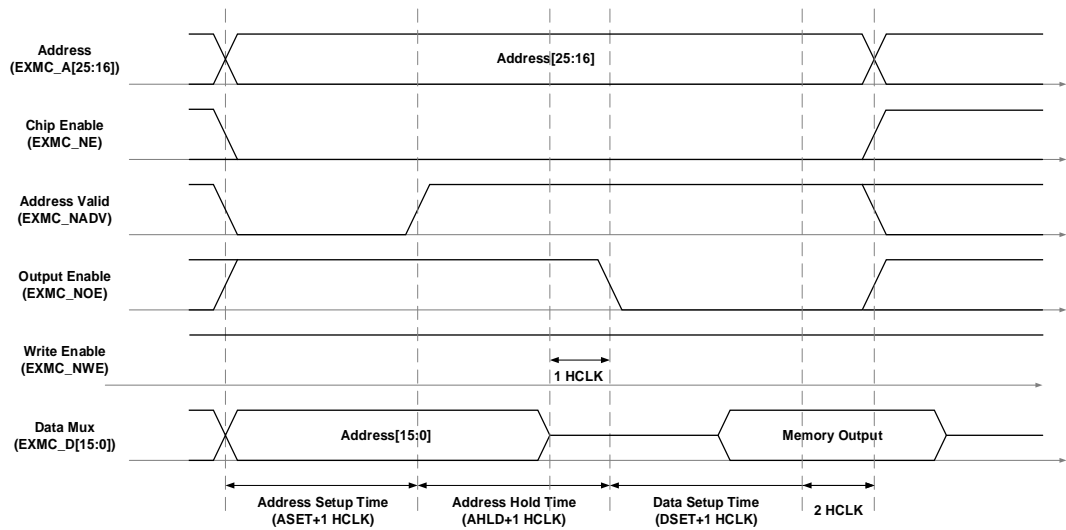 Address
(EXMC_A[25:16])
Address[25:16]
Chip Enable
(EXMC_NE)
Address Valid
(EXMC_NADV)
Output Enable
(EXMC_NOE)
Write Enable
(EXMC_NWE)
1 HCLK
Data Mux
(EXMC_D[15:0])
Address[15:0]
Memory Output
Address Setup Time
(ASET+1 HCLK)
Address Hold Time
(AHLD+1 HCLK)
Data Setup Time
(DSET+1 HCLK)
2 HCLK